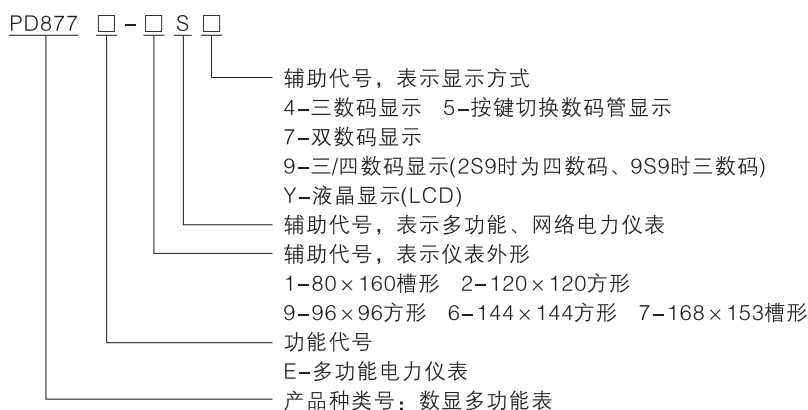 PD877 □-□ S □
辅助代号，表示显示方式
4-三数码显示 5-按键切换数码管显示
7-双数码显示
9-三/四数码显示(2S9时为四数码、9S9时三数码)
Y-液晶显示(LCD)
辅助代号，表示多功能、网络电力仪表
辅助代号，表示仪表外形
1-80×160槽形 2-120×120方形
9-96×96方形 6-144×144方形 7-168×153槽形
功能代号
E-多功能电力仪表
产品种类号：数显多功能表